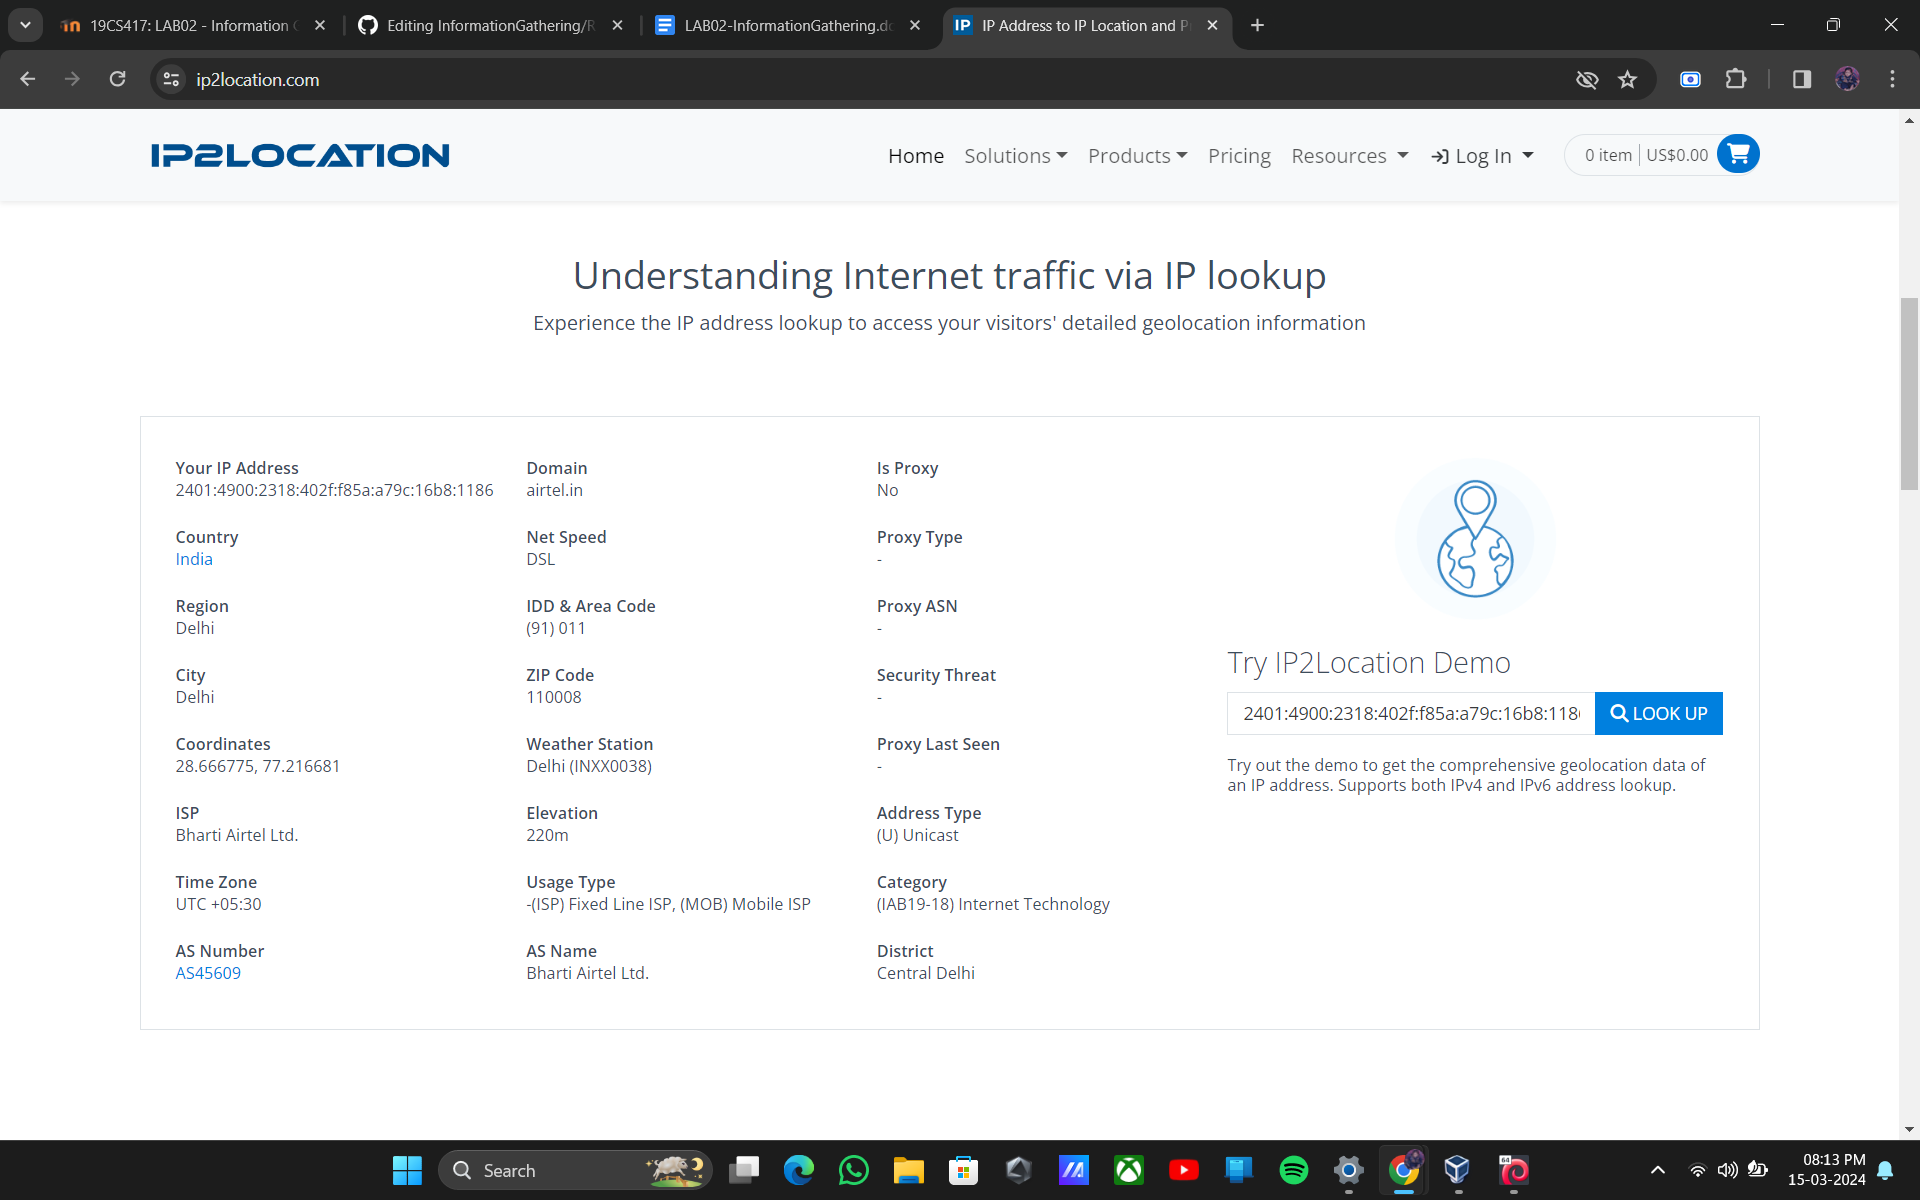 19CS417: LAB02 - Information
Editing InformationGathering/R
LAB02-InformationGathering.do
IP Address to IP Location and P
ip2location.com
IP2LOCATION
Home
Solutions
Products
Pricing
Resources
Log In
0 item
US$0.00
Understanding Internet traffic via IP lookup
Experience the IP address lookup to access your visitors' detailed geolocation information
Your IP Address
2401:4900:2318:402f:f85a:a79c:16b8:1186
Country
India
Region
Delhi
City
Delhi
Coordinates
28.666775, 77.216681
ISP
Bharti Airtel Ltd.
Time Zone
UTC +05:30
AS Number
AS45609
Domain
airtel.in
Net Speed
DSL
IDD & Area Code
(91) 011
ZIP Code
110008
Weather Station
Delhi (INXX0038)
Elevation
220m
Usage Type
-(ISP) Fixed Line ISP, (MOB) Mobile ISP
AS Name
Bharti Airtel Ltd.
Is Proxy
No
Proxy Type
-
Proxy ASN
-
Security Threat
-
Proxy Last Seen
-
Address Type
(U) Unicast
Category
(IAB19-18) Internet Technology
District
Central Delhi
Try IP2Location Demo
2401:4900:2318:402f:f85a:a79c:16b8:118
LOOK UP
Try out the demo to get the comprehensive geolocation data of
an IP address. Supports both IPv4 and IPv6 address lookup.
Search
08:13 PM
15-03-2024